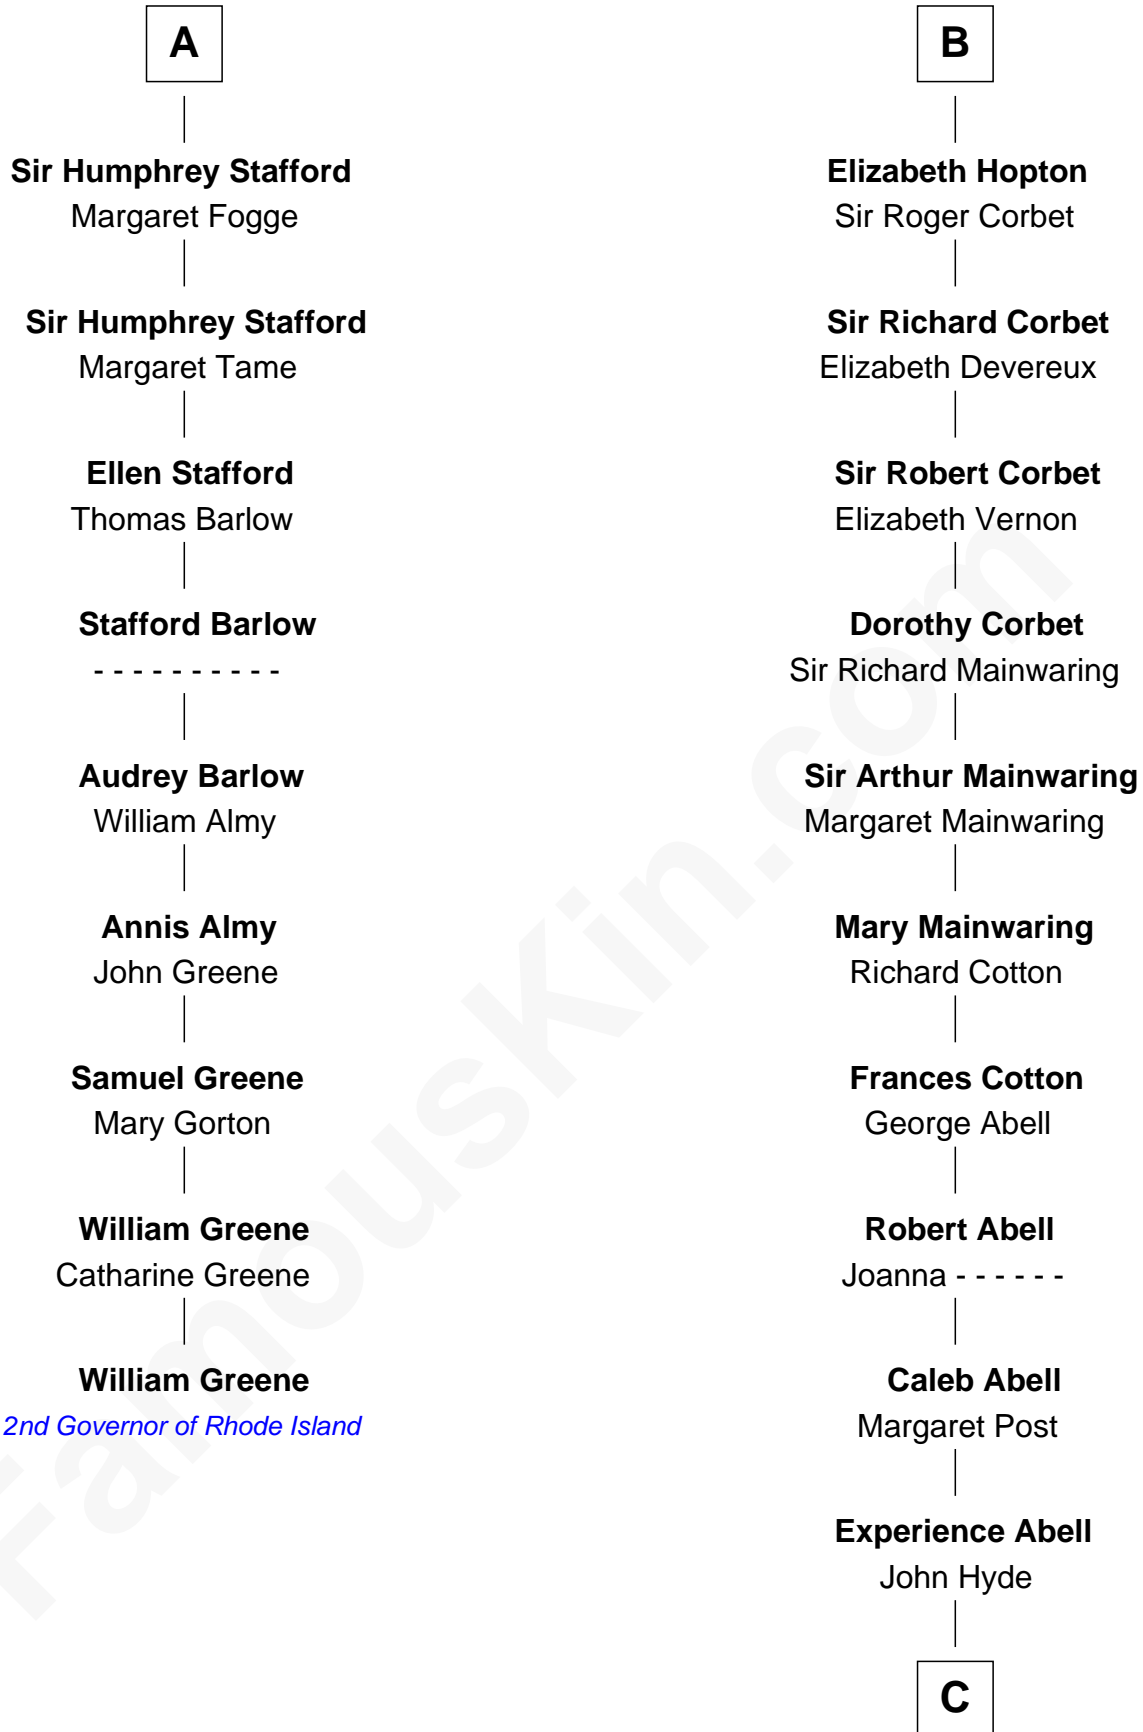 A
Sir Humphrey Stafford
Margaret Fogge
Sir Humphrey Stafford
Margaret Tame
Ellen Stafford
Thomas Barlow
Stafford Barlow
- - - - - - - - - -
Audrey Barlow
William Almy
Annis Almy
John Greene
Samuel Greene
Mary Gorton
William Greene
Catharine Greene
William Greene
2nd Governor of Rhode Island
B
Elizabeth Hopton
Sir Roger Corbet
Sir Richard Corbet
Elizabeth Devereux
Sir Robert Corbet
Elizabeth Vernon
Dorothy Corbet
Sir Richard Mainwaring
Sir Arthur Mainwaring
Margaret Mainwaring
Mary Mainwaring
Richard Cotton
Frances Cotton
George Abell
Robert Abell
Joanna - - - - - -
Caleb Abell
Margaret Post
Experience Abell
John Hyde
C
FamousKin.com